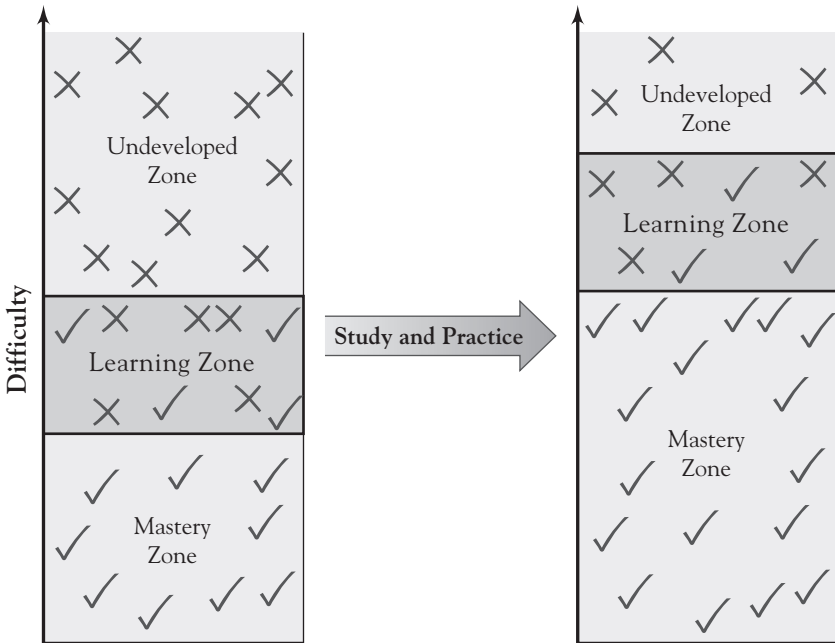 Undeveloped
Zone
Learning Zone
Mastery
Zone
Difficulty
Study and Practice
Undeveloped
Zone
Learning Zone
Mastery
Zone